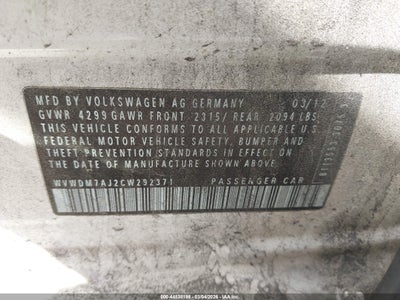 MFD BY VOLKSWAGEN AG GERMANY 03/12
GVWR 4299 GAWR FRONT 2315/ REAR 2094 LBS
THIS VEHICLE CONFORMS TO ALL APPLICABLE U.S.
FEDERAL MOTOR VEHICLE SAFETY, BUMPER AND
THEFT PREVENTION STANDARDS IN EFFECT ON THE
DATE OF MANUFACTURE SHOWN ABOVE
WVWDM7AJ2CW292371 PASSENGER CAR